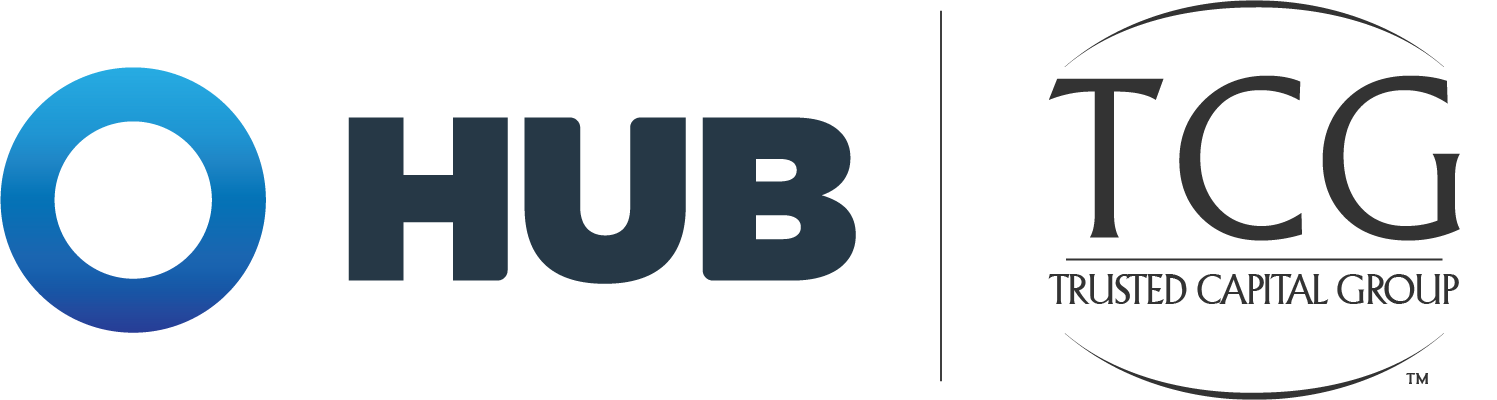 HUB
TCG
TRUSTED CAPITAL GROUP
TM